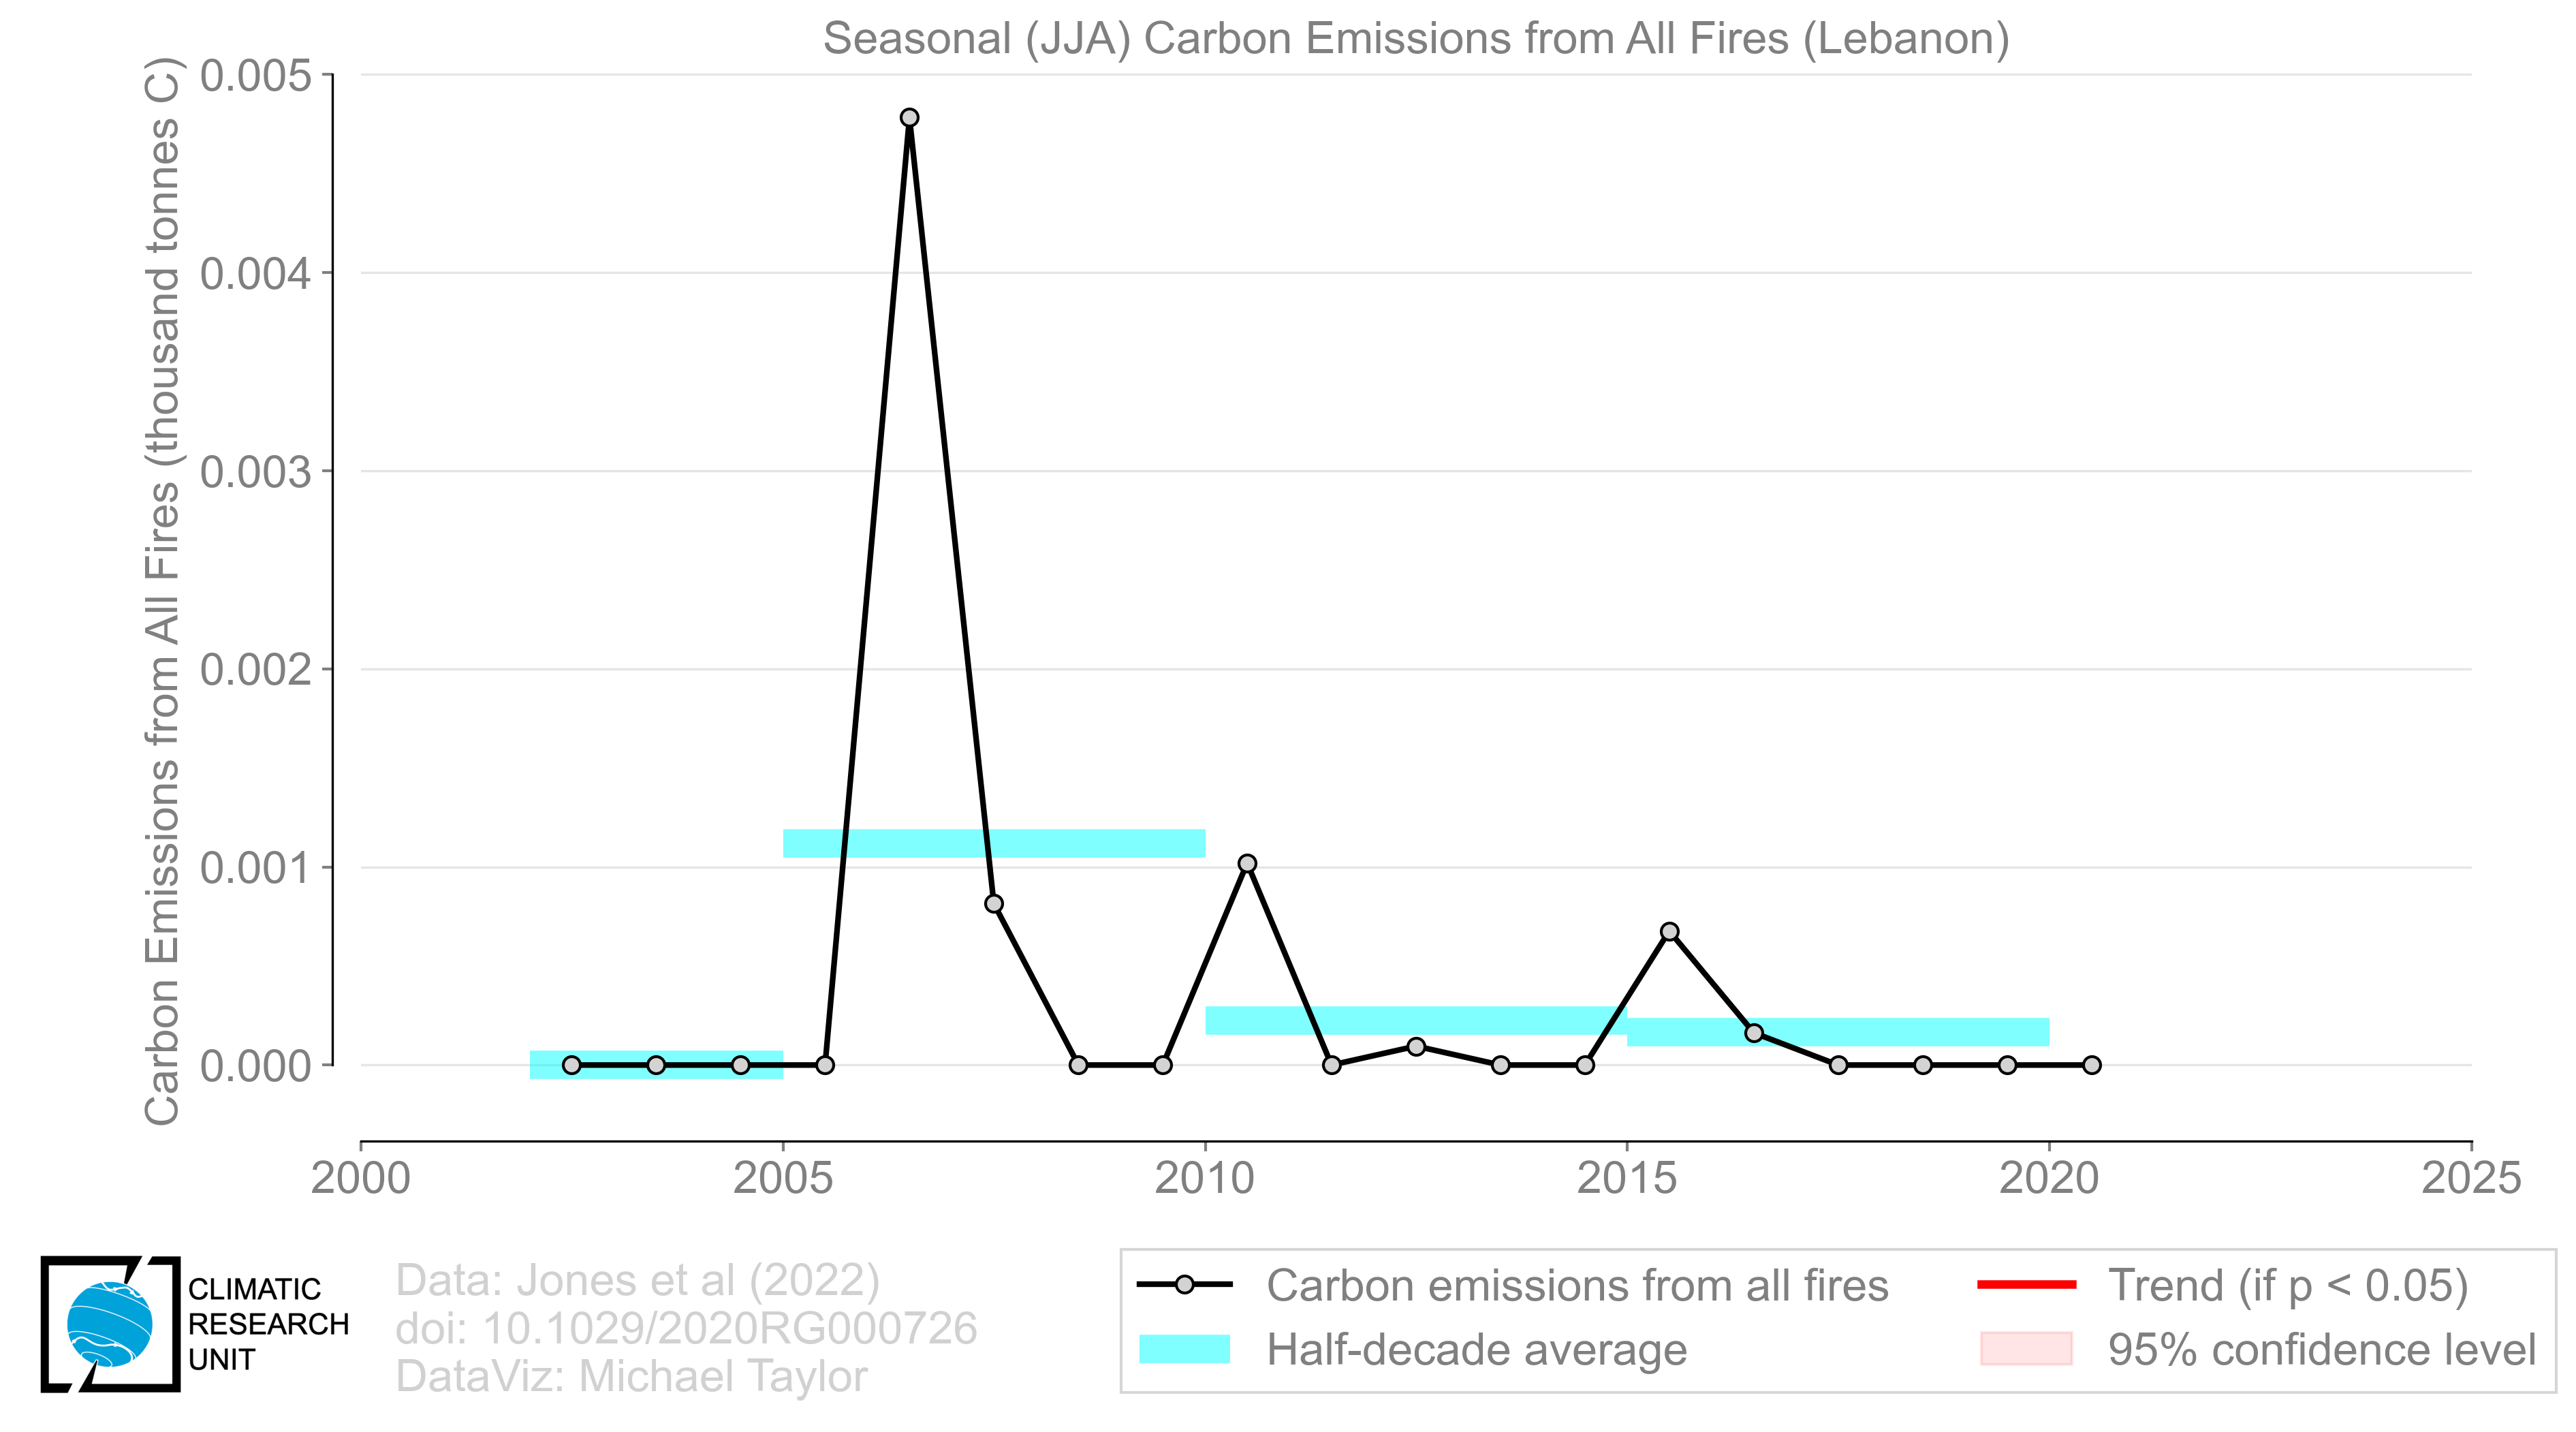 Seasonal (JJA) Carbon Emissions from All Fires (Lebanon)
Carbon Emissions from All Fires (thousand tonnes C)
0.005
0.004
0.003
0.002
0.001
0.000
2000
2005
2010
2015
2020
2025
CLIMATIC
RESEARCH
UNIT
Data: Jones et al (2022)
doi: 10.1029/2020RG000726
DataViz: Michael Taylor
Carbon emissions from all fires
Half-decade average
Trend (if p < 0.05)
95% confidence level